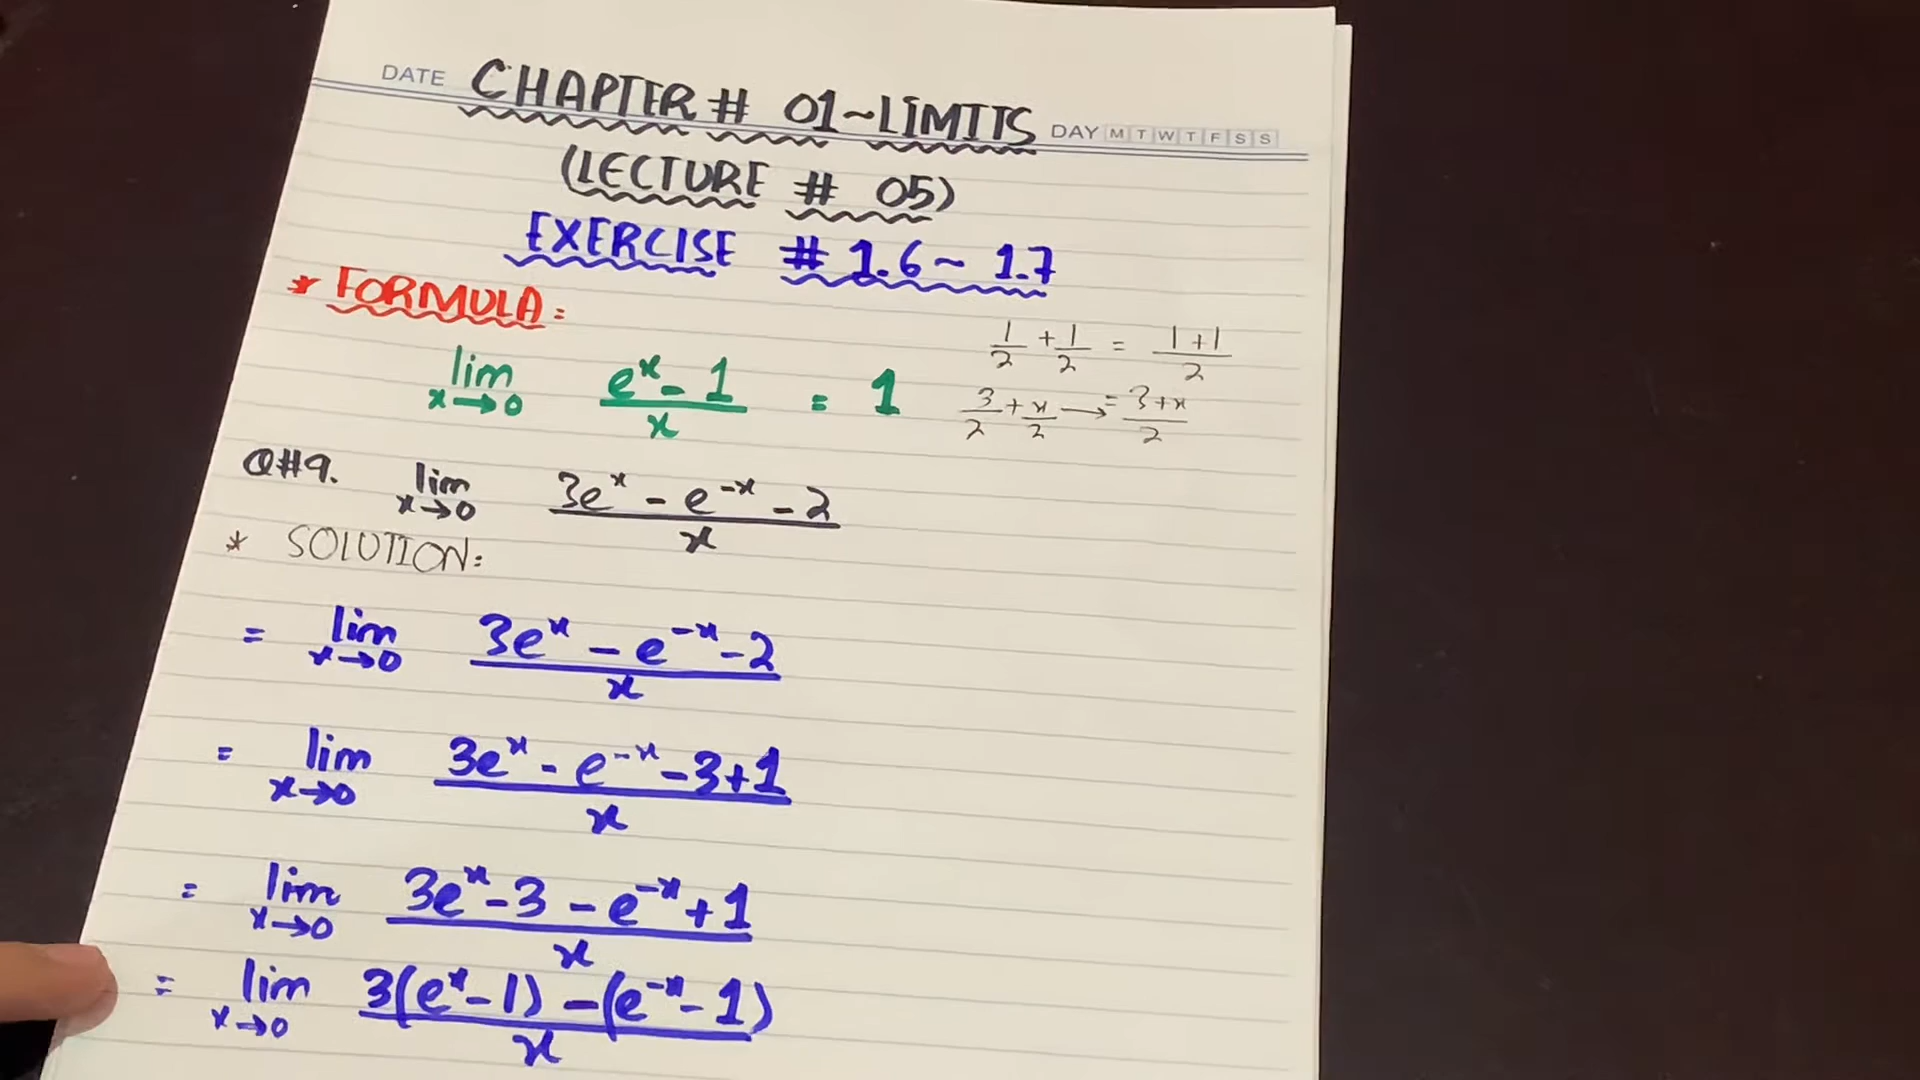 DATE CHAPTER # 01~LIMITS DAY M T W T F S S
(LECTURE # 05)
EXERCISE # 1.6 ~ 1.7
* FORMULA:
lim x→0 (e^x - 1)/x = 1
1/2 + 1/2 = (1+1)/2
3/2 + x/2 → = (3+x)/2
Q#9. lim x→0 (3e^x - e^-x - 2)/x
* SOLUTION:
= lim x→0 (3e^x - e^-x - 2)/x
= lim x→0 (3e^x - e^-x - 3+1)/x
= lim x→0 (3e^x - 3 - e^-x + 1)/x
= lim x→0 (3(e^x - 1) - (e^-x - 1))/x